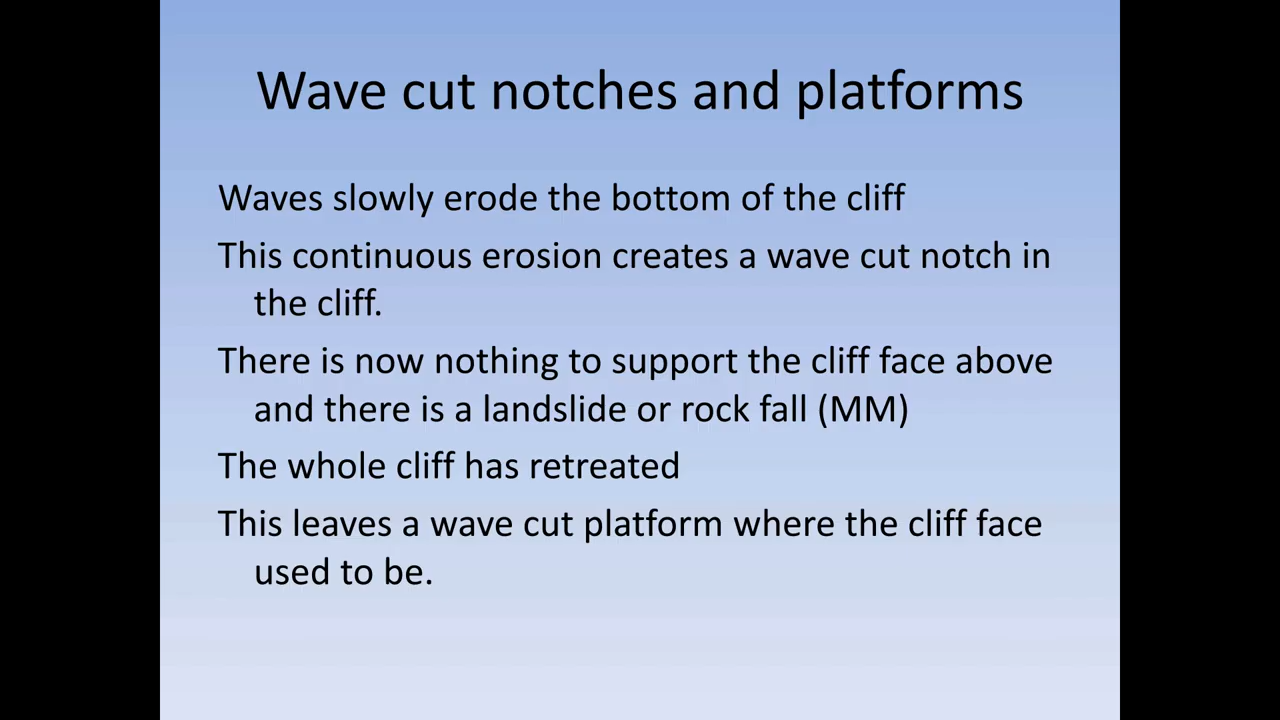 Wave cut notches and platforms
Waves slowly erode the bottom of the cliff
This continuous erosion creates a wave cut notch in
the cliff.
There is now nothing to support the cliff face above
and there is a landslide or rock fall (MM)
The whole cliff has retreated
This leaves a wave cut platform where the cliff face
used to be.